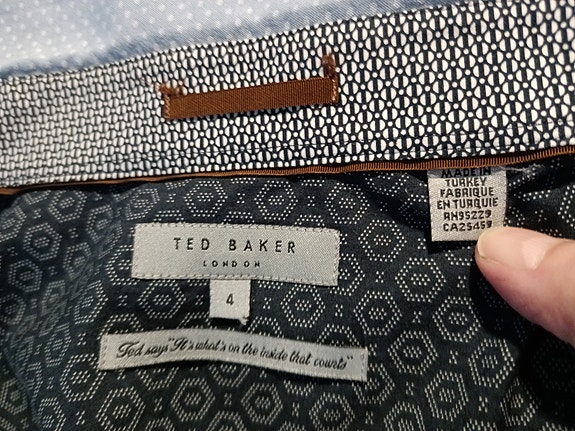 MADE IN
TURKEY
FABRIQUE
EN TURQUIE
RN95229
CA25459
TED BAKER
LONDON
4
Ted says "It's what's on the inside that counts"